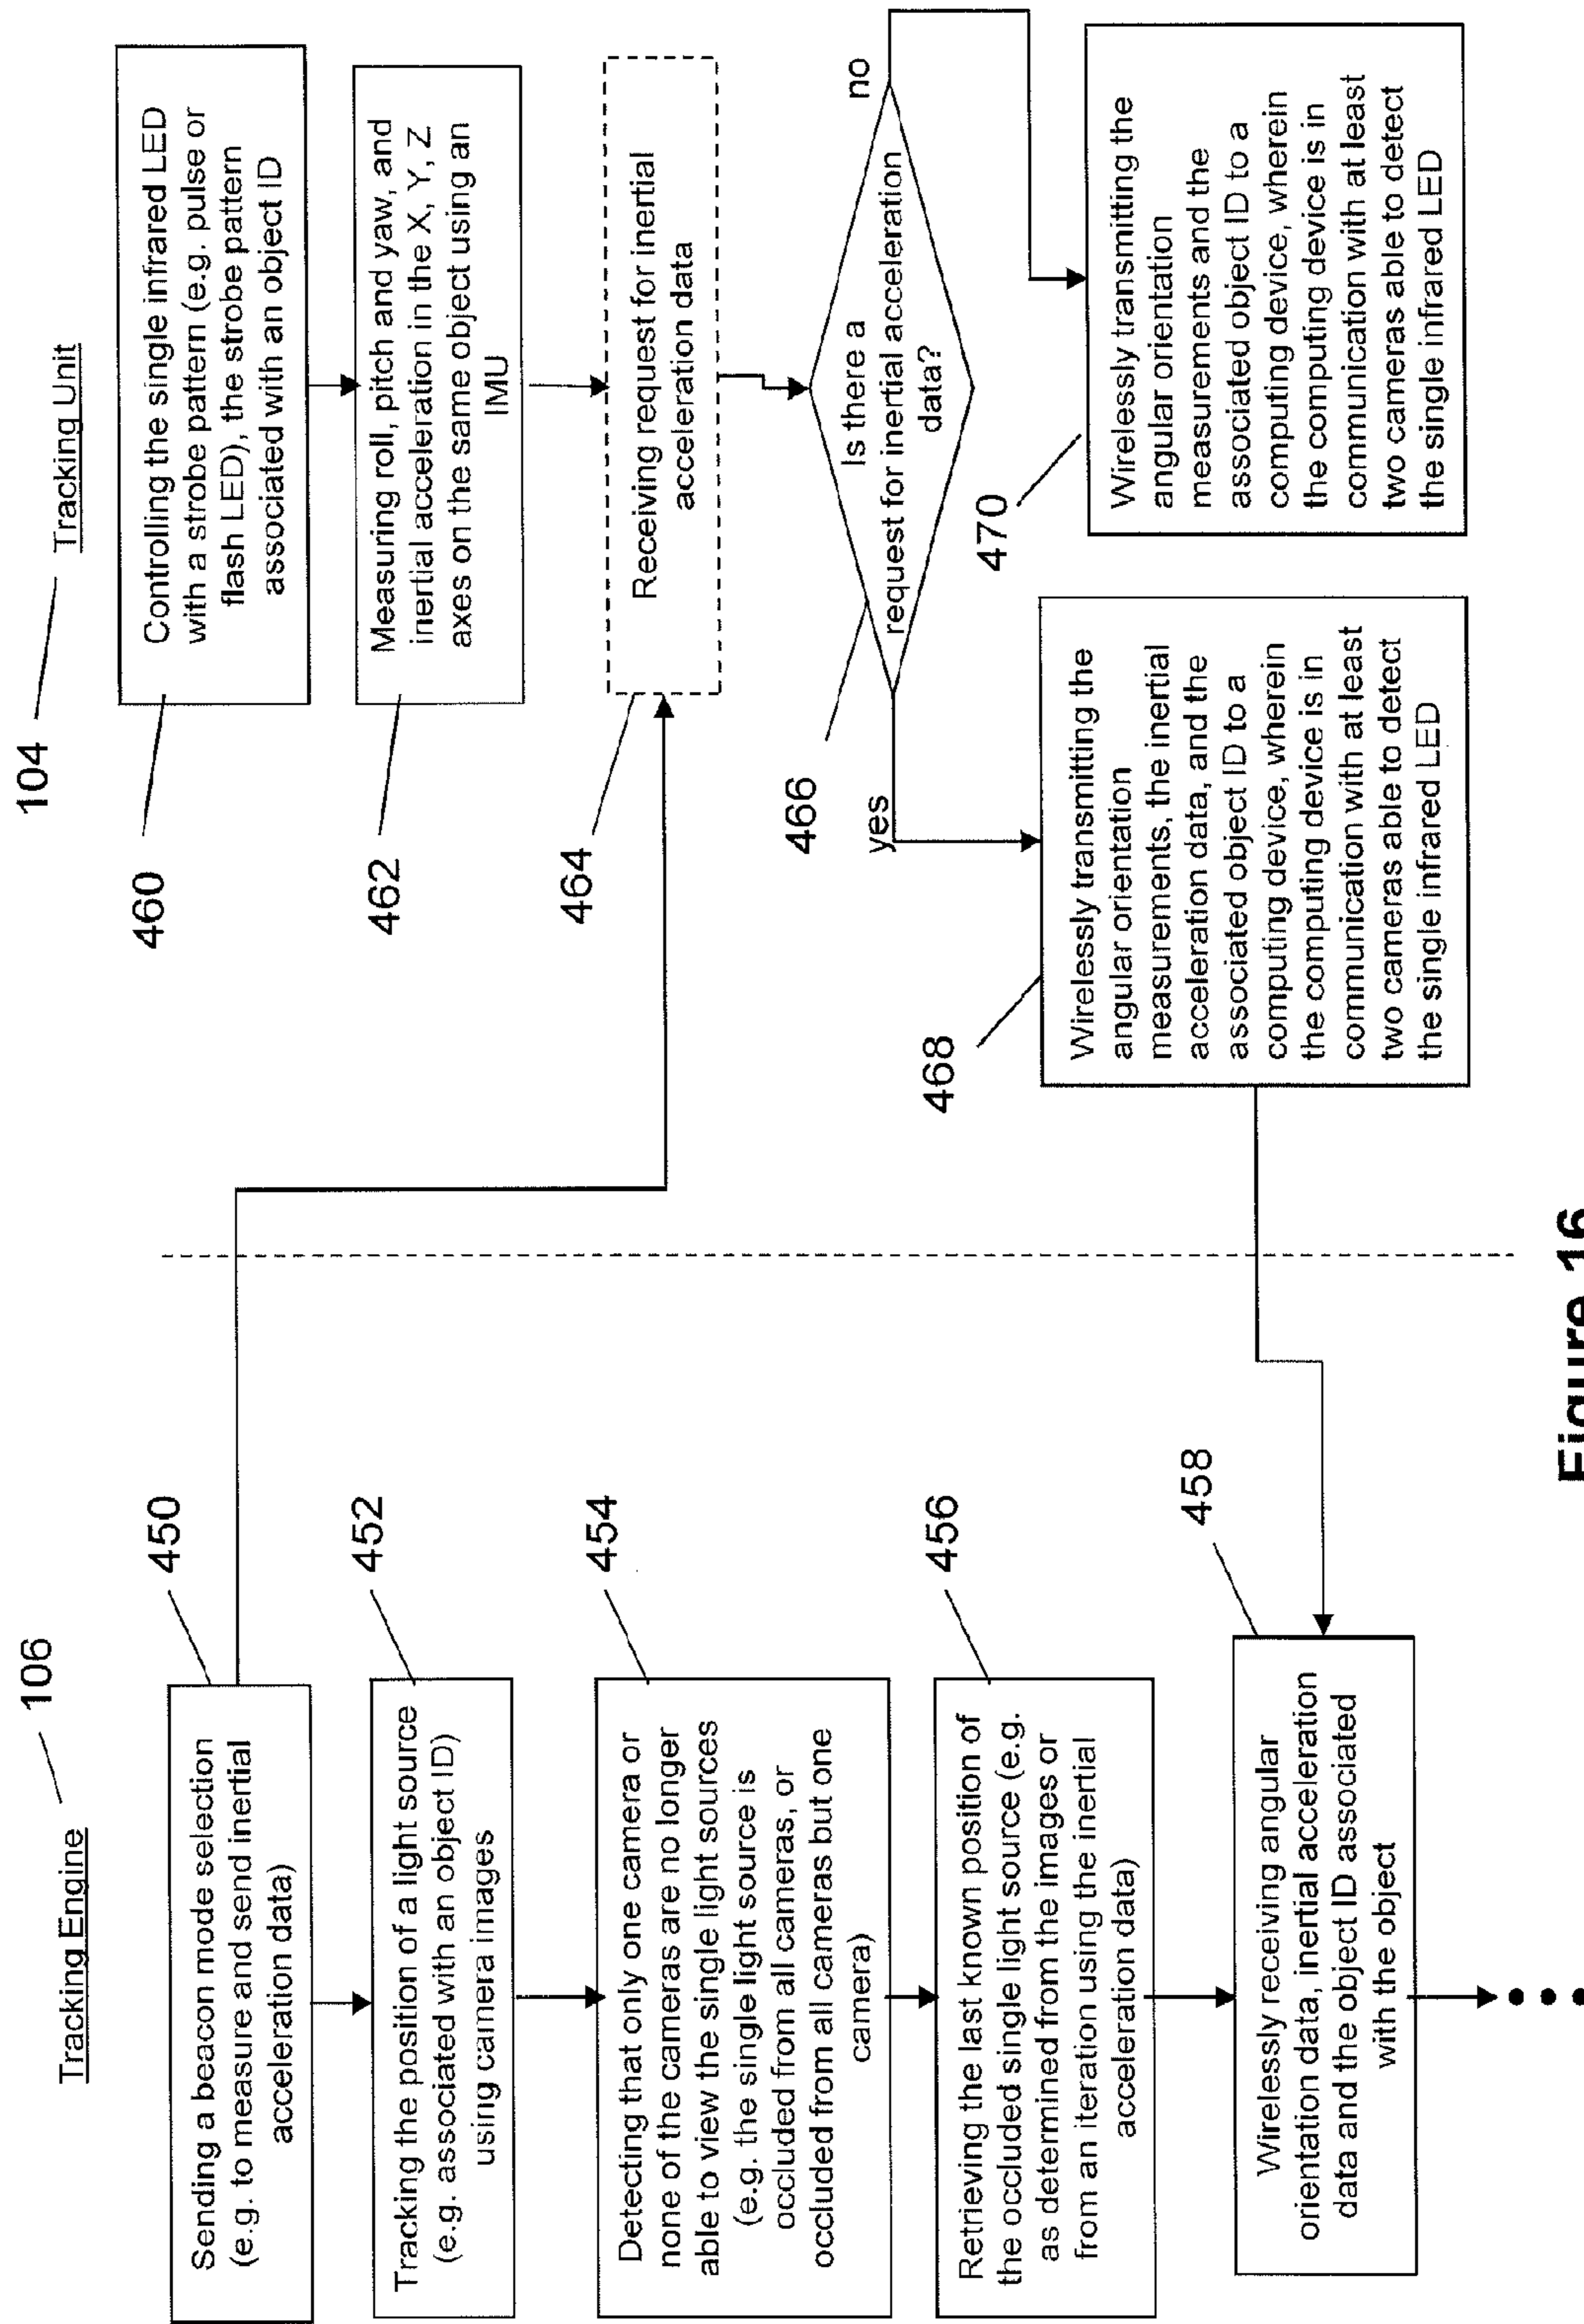 Tracking Engine
106
Sending a beacon mode selection
(e.g. to measure and send inertial
acceleration data)
450
Tracking the position of a light source
(e.g. associated with an object ID)
using camera images
452
Detecting that only one camera or
none of the cameras are no longer
able to view the single light sources
(e.g. the single light source is
occluded from all cameras, or
occluded from all cameras but one
camera)
454
Retrieving the last known position of
the occluded single light source (e.g.
as determined from the images or
from an iteration using the inertial
acceleration data)
456
Wirelessly receiving angular
orientation data, inertial acceleration
data and the object ID associated
with the object
458
104
Tracking Unit
460
Controlling the single infrared LED
with a strobe pattern (e.g. pulse or
flash LED), the strobe pattern
associated with an object ID
462
Measuring roll, pitch and yaw, and
inertial acceleration in the X, Y, Z
axes on the same object using an
IMU
464
Receiving request for inertial
acceleration data
466
Is there a
request for inertial acceleration
data?
yes
no
468
Wirelessly transmitting the
angular orientation
measurements, the inertial
acceleration data, and the
associated object ID to a
computing device, wherein
the computing device is in
communication with at least
two cameras able to detect
the single infrared LED
470
Wirelessly transmitting the
angular orientation
measurements and the
associated object ID to a
computing device, wherein
the computing device is in
communication with at least
two cameras able to detect
the single infrared LED
Figure 16